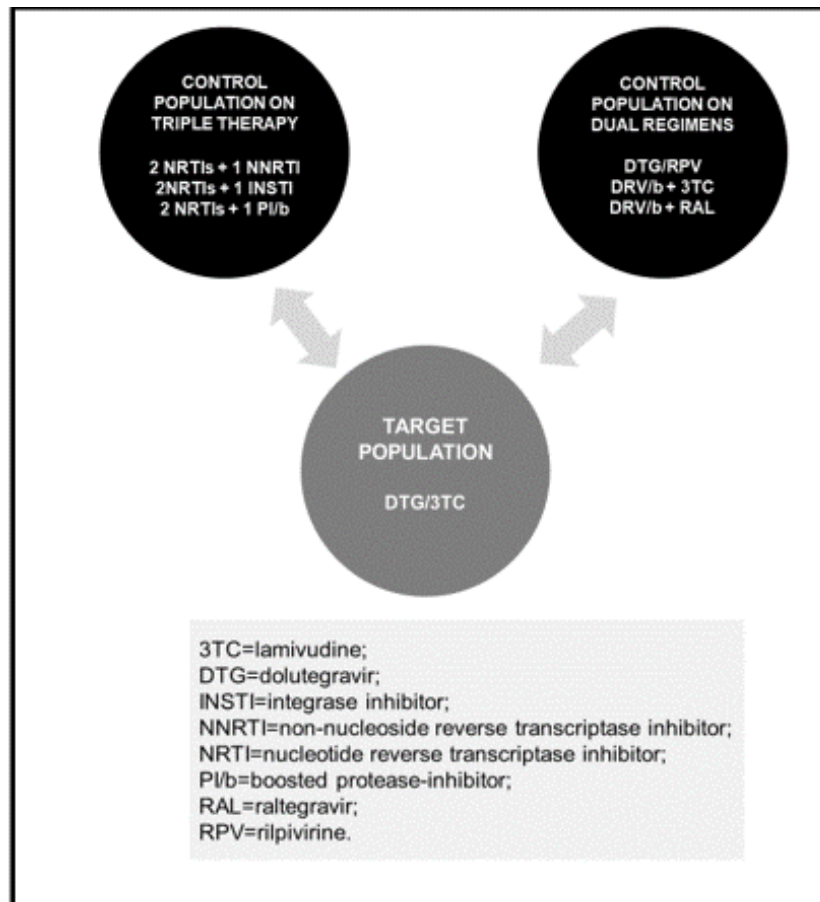 CONTROL
POPULATION ON
TRIPLE THERAPY
2 NRTIs + 1 NNRTI
2NRTIs + 1 INSTI
2 NRTIs + 1 PI/b
CONTROL
POPULATION ON
DUAL REGIMENS
DTG/RPV
DRV/b + 3TC
DRV/b + RAL
TARGET
POPULATION
DTG/3TC
3TC=lamivudine;
DTG=dolutegravir;
INSTI=integrase inhibitor;
NNRTI=non-nucleoside reverse transcriptase inhibitor;
NRTI=nucleotide reverse transcriptase inhibitor;
PI/b=boosted protease-inhibitor;
RAL=raltegravir;
RPV=rilpivirine.